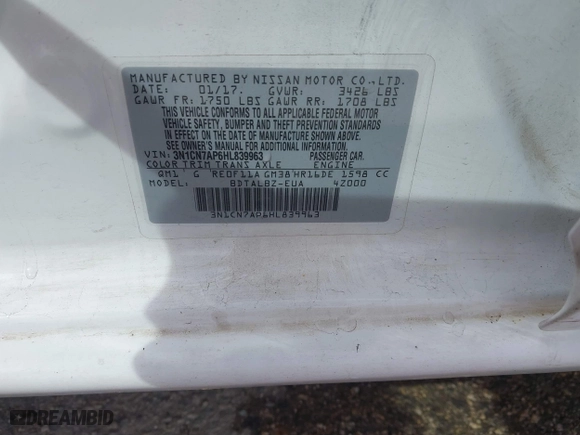 MANUFACTURED BY NISSAN MOTOR CO.,LTD.
DATE: 01/17. GVWR: 3426 LBS
GAWR FR: 1750 LBS GAWR RR: 1708 LBS
THIS VEHICLE CONFORMS TO ALL APPLICABLE FEDERAL MOTOR
VEHICLE SAFETY, BUMPER AND THEFT PREVENTION STANDARDS
IN EFFECT ON THE DATE OF MANUFACTURE SHOWN ABOVE.
SEE OWNER'S MANUAL FOR ADDITIONAL INFORMATION.
VIN: 3N1CN7AP6HL839963 PASSENGER CAR.
COLOR TRIM TRANS AXLE ENGINE
QM1 G RE0F11A GM38 HR16DE 1598 CC
MODEL: BDTALBZ-EUA 42000
3N1CN7AP6HL839963
DREAMBID